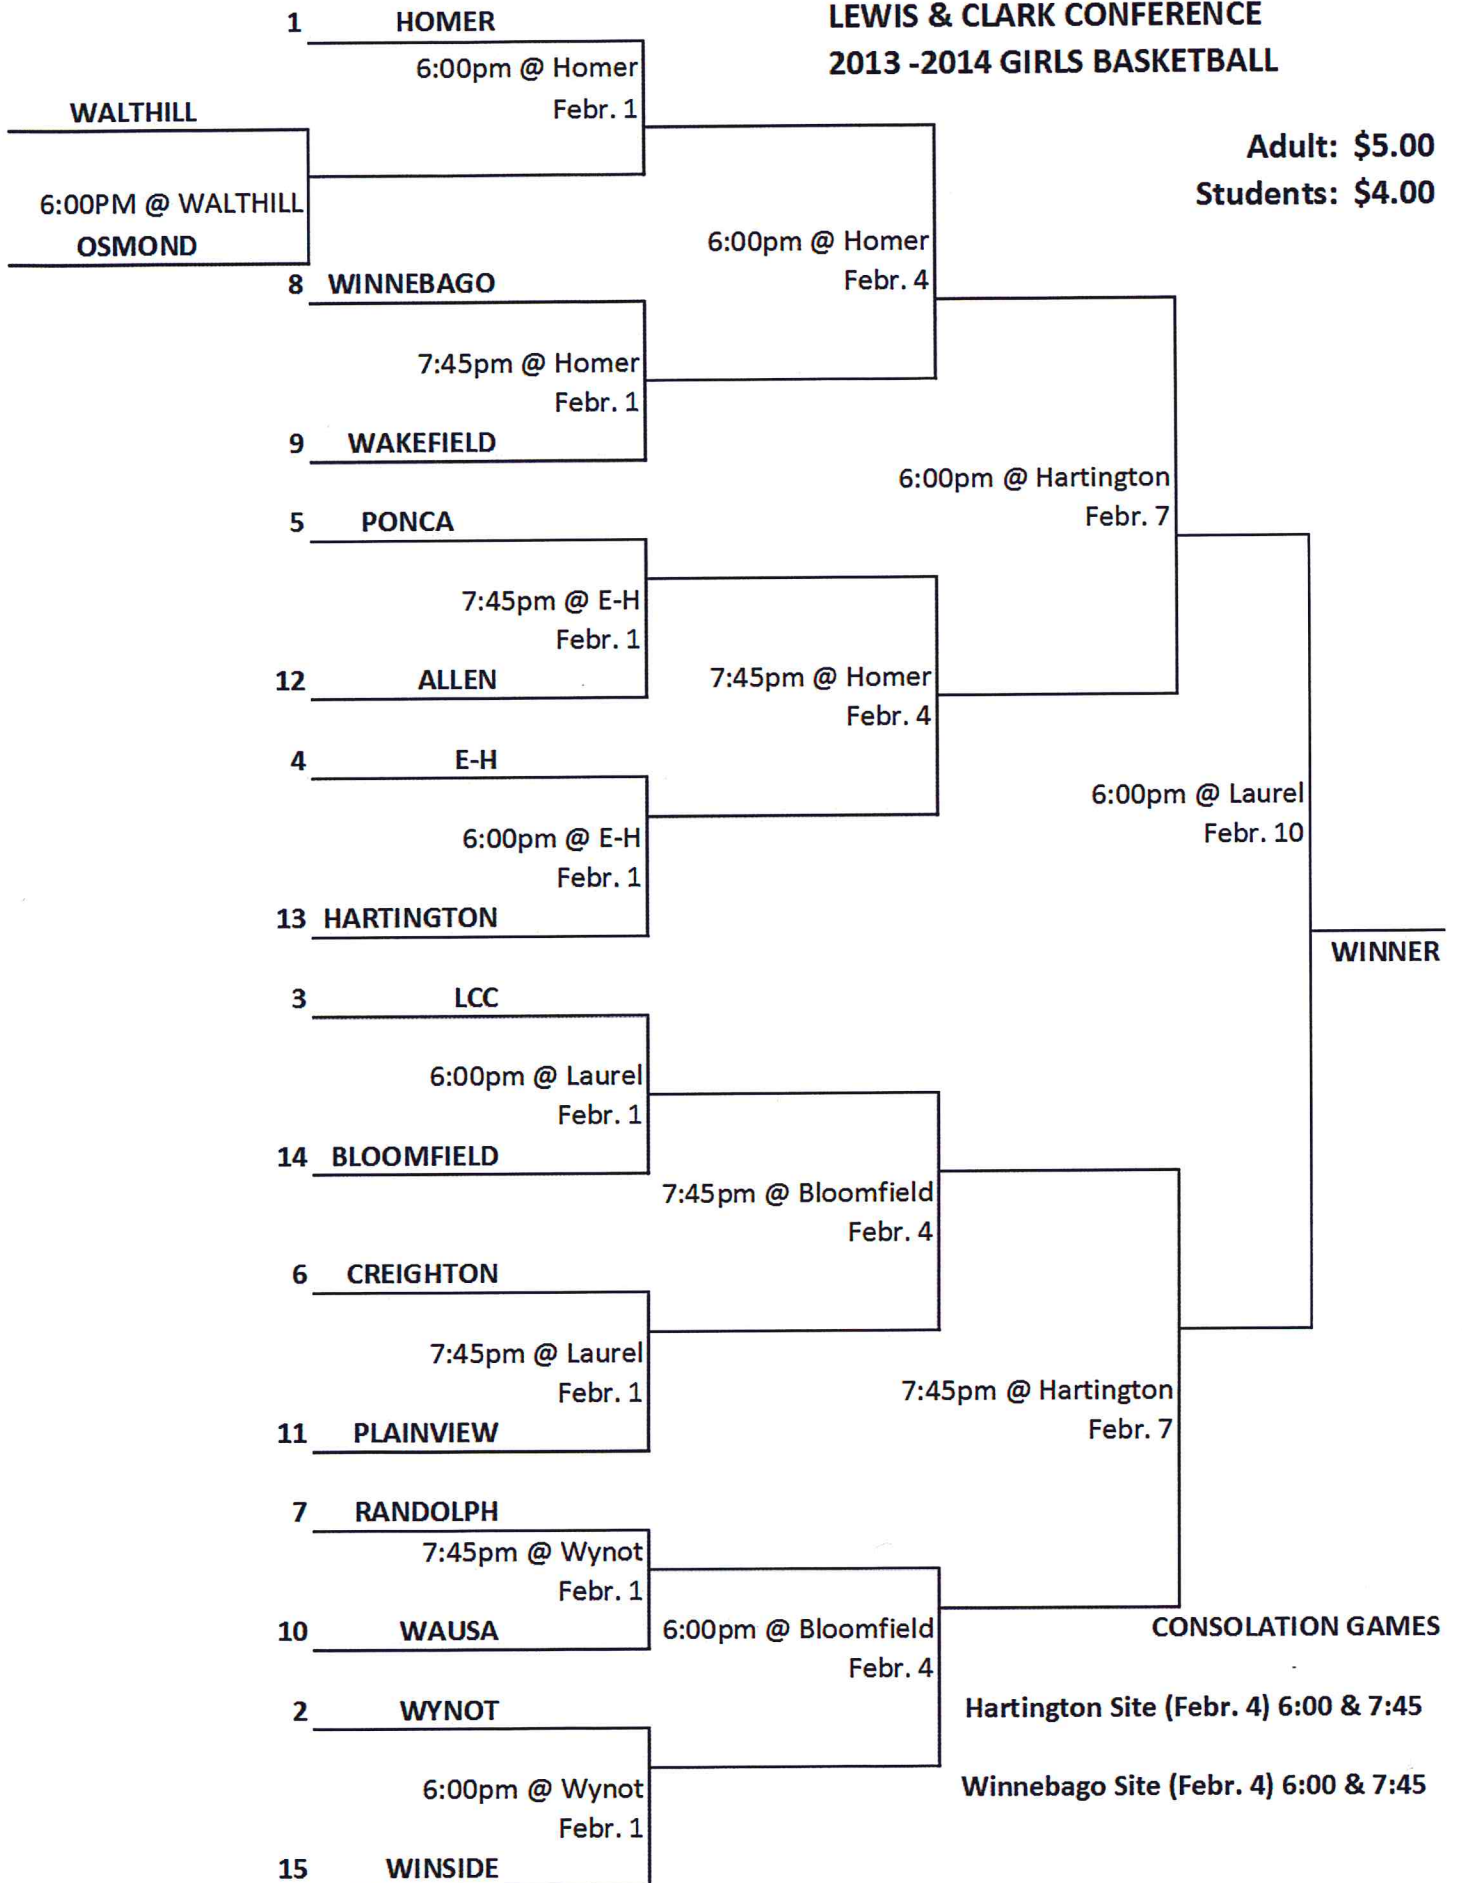 LEWIS & CLARK CONFERENCE
2013 -2014 GIRLS BASKETBALL
Adult: $5.00
Students: $4.00
1 HOMER
6:00pm @ Homer
Febr. 1
WALTHILL
6:00PM @ WALTHILL
OSMOND
8 WINNEBAGO
7:45pm @ Homer
Febr. 1
9 WAKEFIELD
6:00pm @ Homer
Febr. 4
5 PONCA
7:45pm @ E-H
Febr. 1
12 ALLEN
4 E-H
6:00pm @ E-H
Febr. 1
13 HARTINGTON
7:45pm @ Homer
Febr. 4
6:00pm @ Hartington
Febr. 7
3 LCC
6:00pm @ Laurel
Febr. 1
14 BLOOMFIELD
6 CREIGHTON
7:45pm @ Laurel
Febr. 1
11 PLAINVIEW
7:45pm @ Bloomfield
Febr. 4
7 RANDOLPH
7:45pm @ Wynot
Febr. 1
10 WAUSA
2 WYNOT
6:00pm @ Wynot
Febr. 1
15 WINSIDE
6:00pm @ Bloomfield
Febr. 4
7:45pm @ Hartington
Febr. 7
6:00pm @ Laurel
Febr. 10
WINNER
CONSOLATION GAMES
Hartington Site (Febr. 4) 6:00 & 7:45
Winnebago Site (Febr. 4) 6:00 & 7:45